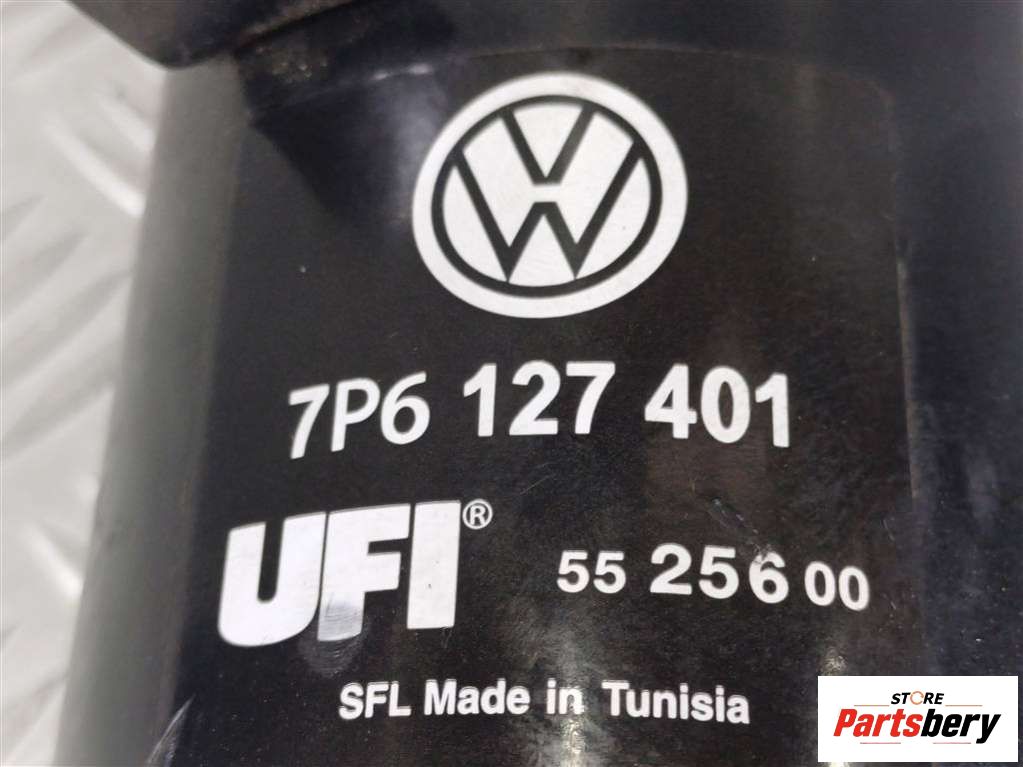 7P6 127 401
UFI® 55 256 00
SFL Made in Tunisia
STORE
Partsbery